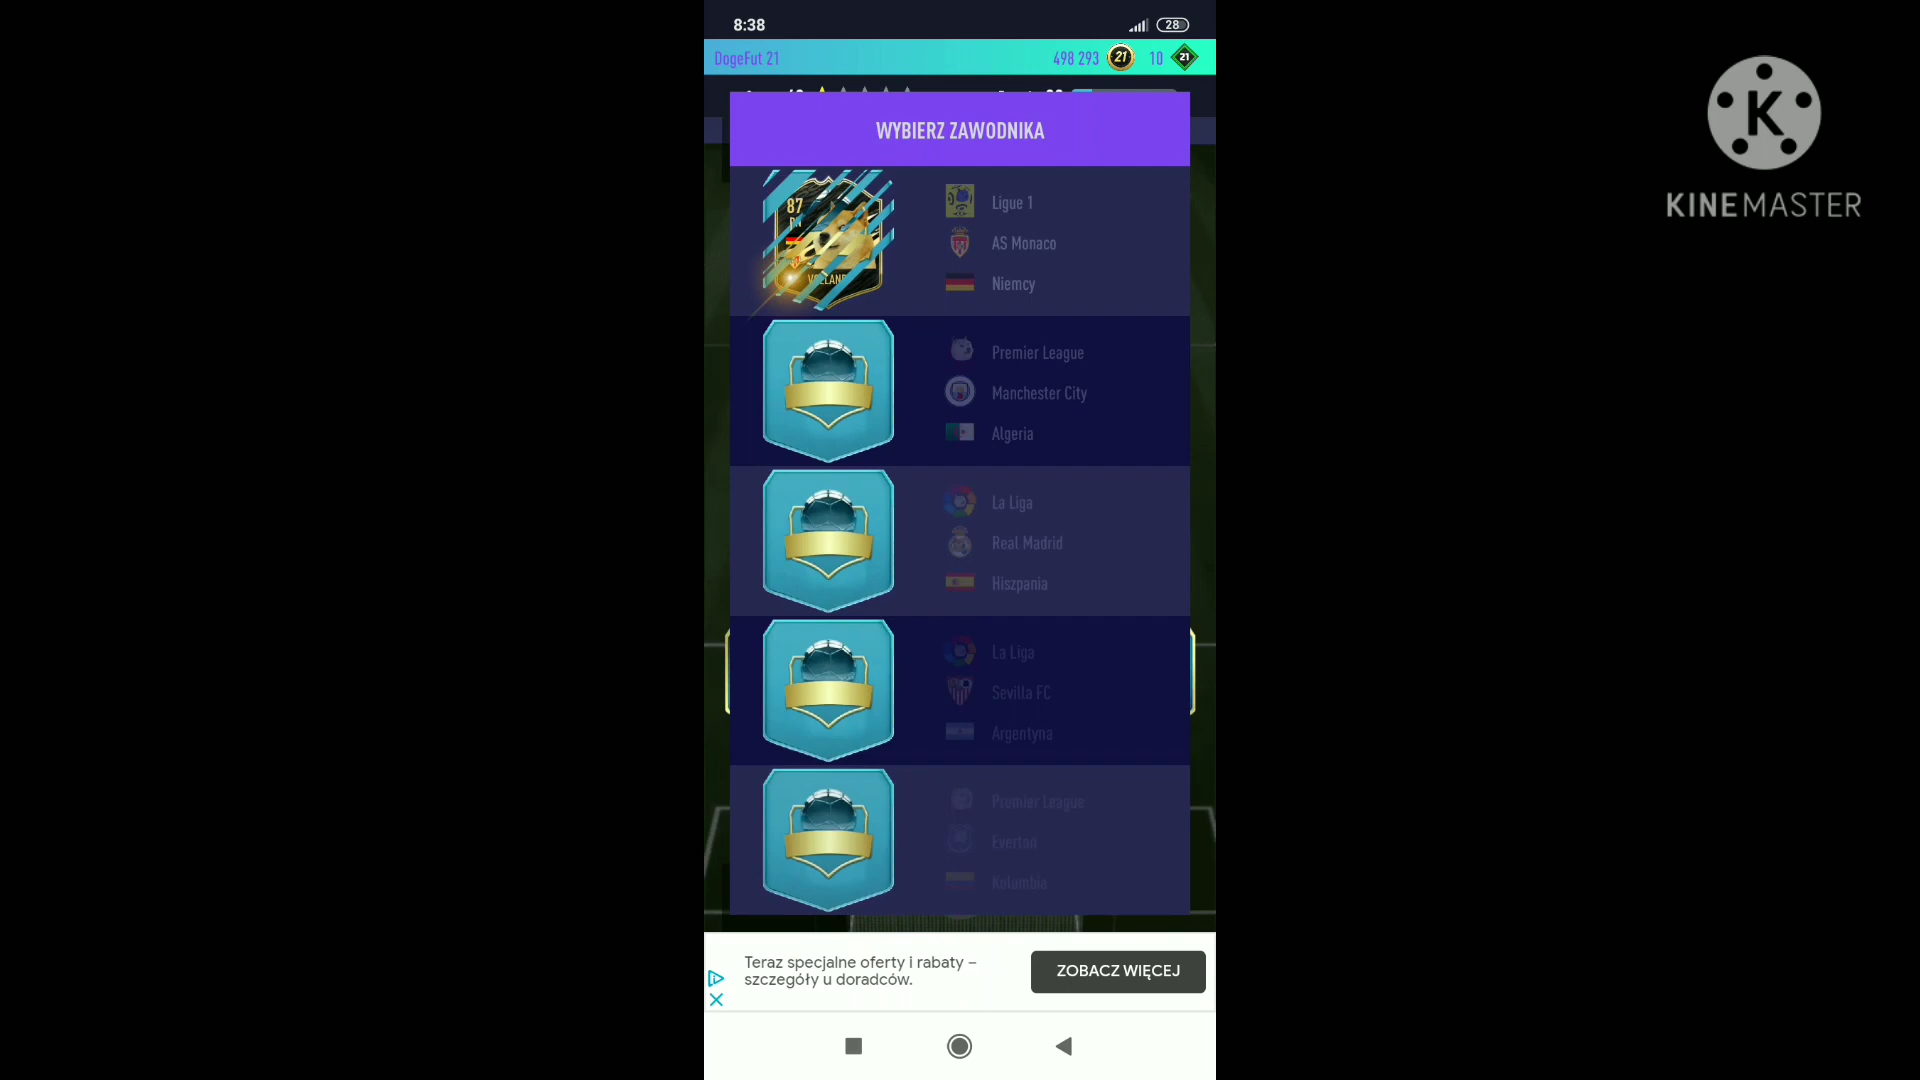 8:38
28
DogeFut 21
498 293
21
10
21
WYBIERZ ZAWODNIKA
87
Ligue 1
AS Monaco
Niemcy
Premier League
Manchester City
Algeria
La Liga
Real Madrid
Hiszpania
La Liga
Sevilla FC
Argentyna
Premier League
Everton
Kolumbia
Teraz specjalne oferty i rabaty –
szczegóły u doradców.
ZOBACZ WIĘCEJ
K
KINEMASTER